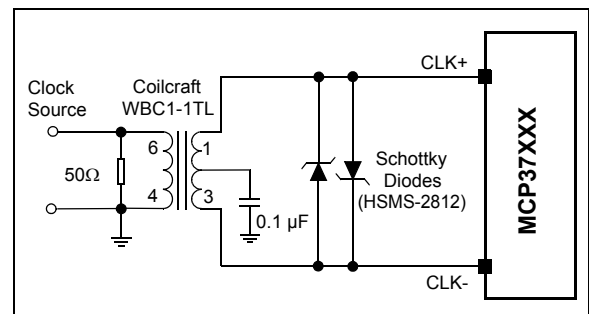 Clock
Source
Coilcraft
WBC1-1TL
50Ω
6
4
1
3
0.1 µF
CLK+
Schottky
Diodes
(HSMS-2812)
CLK-
MCP37XXX